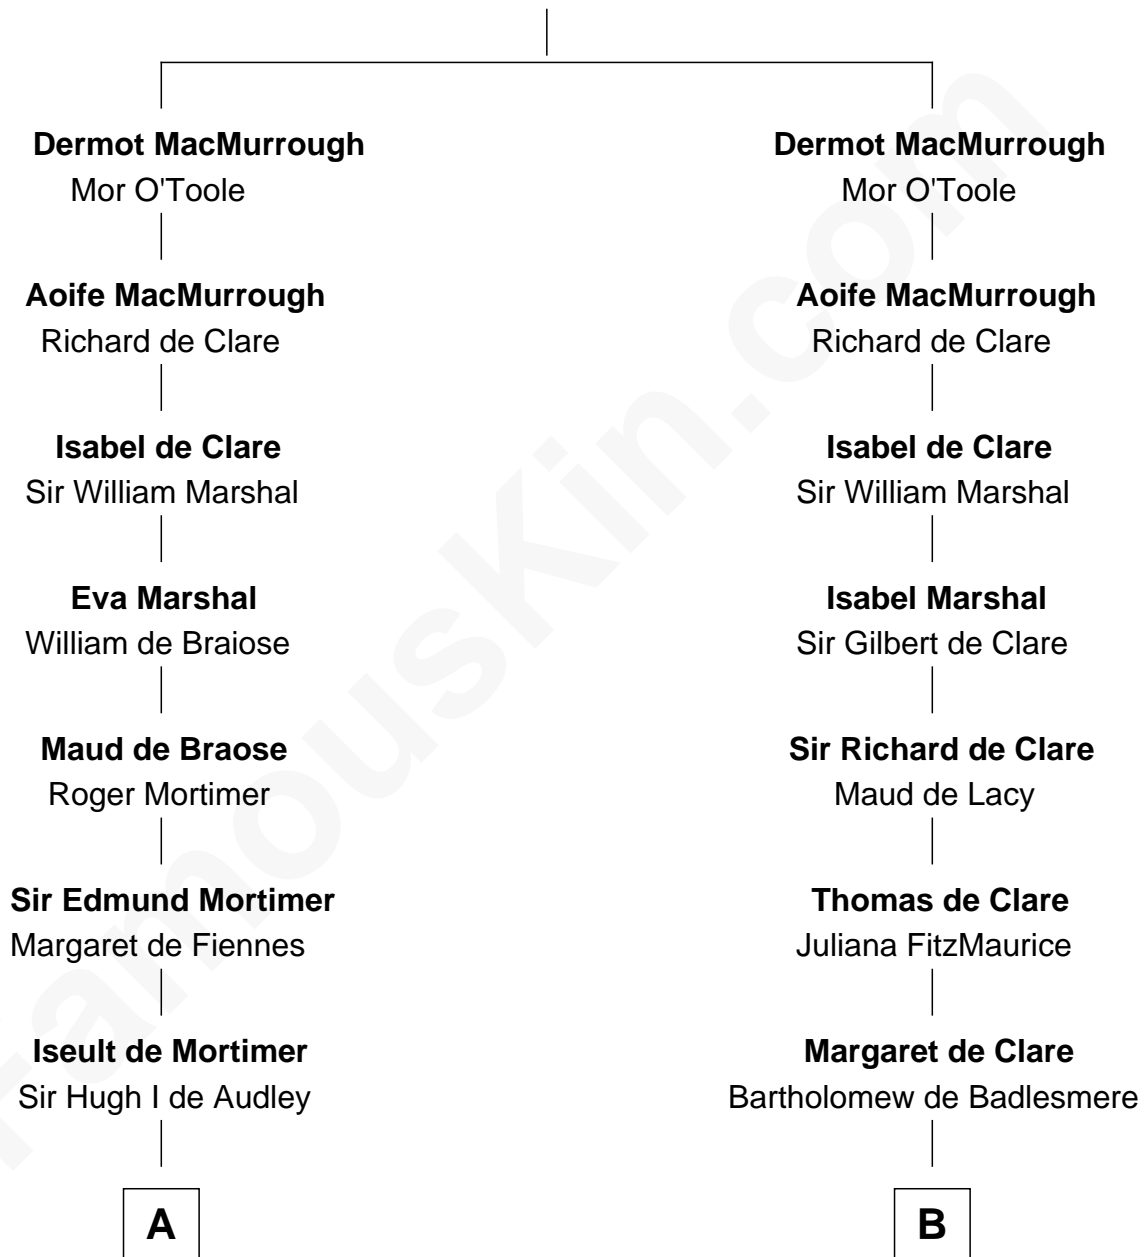 Dermot MacMurrough
Mor O'Toole
Aoife MacMurrough
Richard de Clare
Isabel de Clare
Sir William Marshal
Eva Marshal
William de Braiose
Maud de Braose
Roger Mortimer
Sir Edmund Mortimer
Margaret de Fiennes
Iseult de Mortimer
Sir Hugh I de Audley
A
Dermot MacMurrough
Mor O'Toole
Aoife MacMurrough
Richard de Clare
Isabel de Clare
Sir William Marshal
Isabel Marshal
Sir Gilbert de Clare
Sir Richard de Clare
Maud de Lacy
Thomas de Clare
Juliana FitzMaurice
Margaret de Clare
Bartholomew de Badlesmere
B
FamousKin.com